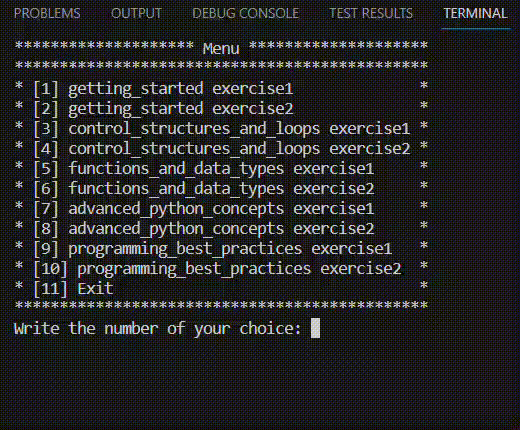 PROBLEMS OUTPUT DEBUG CONSOLE TEST RESULTS TERMINAL
******************** Menu ********************
**********************************************
* [1] getting_started exercise1              *
* [2] getting_started exercise2              *
* [3] control_structures_and_loops exercise1 *
* [4] control_structures_and_loops exercise2 *
* [5] functions_and_data_types exercise1     *
* [6] functions_and_data_types exercise2     *
* [7] advanced_python_concepts exercise1     *
* [8] advanced_python_concepts exercise2     *
* [9] programming_best_practices exercise1   *
* [10] programming_best_practices exercise2  *
* [11] Exit                                  *
**********************************************
Write the number of your choice: